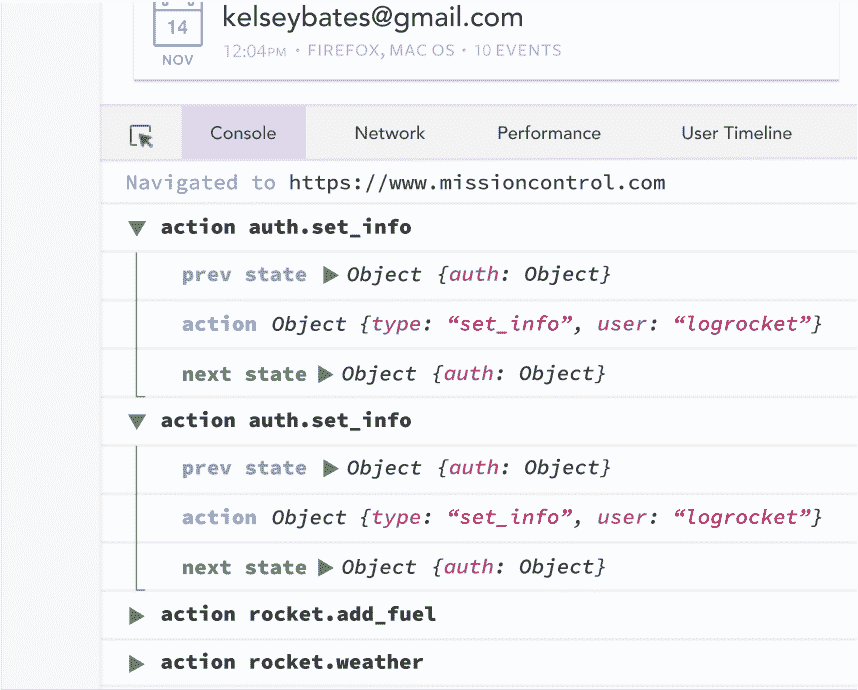 14
NOV
kelseybates@gmail.com
12:04PM • FIREFOX, MAC OS • 10 EVENTS
Console Network Performance User Timeline
Navigated to https://www.missioncontrol.com
action auth.set_info
prev state Object {auth: Object}
action Object {type: “set_info”, user: “logrocket”}
next state Object {auth: Object}
action auth.set_info
prev state Object {auth: Object}
action Object {type: “set_info”, user: “logrocket”}
next state Object {auth: Object}
action rocket.add_fuel
action rocket.weather